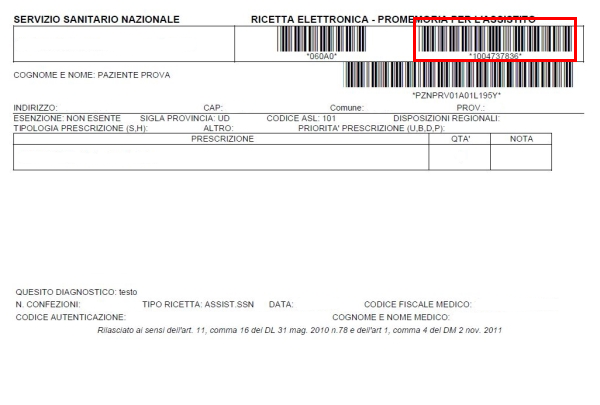 SERVIZIO SANITARIO NAZIONALE RICETTA ELETTRONICA - PROMEMORIA PER L'ASSISTITO
*060A0* *1004737836*
COGNOME E NOME: PAZIENTE PROVA
*PZNPRV01A01L195Y*
INDIRIZZO: CAP: Comune: PROV.:
ESENZIONE: NON ESENTE SIGLA PROVINCIA: UD CODICE ASL: 101 DISPOSIZIONI REGIONALI:
TIPOLOGIA PRESCRIZIONE (S,H): ALTRO: PRIORITA' PRESCRIZIONE (U,B,D,P):
PRESCRIZIONE QTA' NOTA
QUESITO DIAGNOSTICO: testo
N. CONFEZIONI: TIPO RICETTA: ASSIST.SSN DATA: CODICE FISCALE MEDICO:
CODICE AUTENTICAZIONE: COGNOME E NOME MEDICO:
Rilasciato ai sensi dell'art. 11, comma 16 del DL 31 mag. 2010 n.78 e dell'art 1, comma 4 del DM 2 nov. 2011